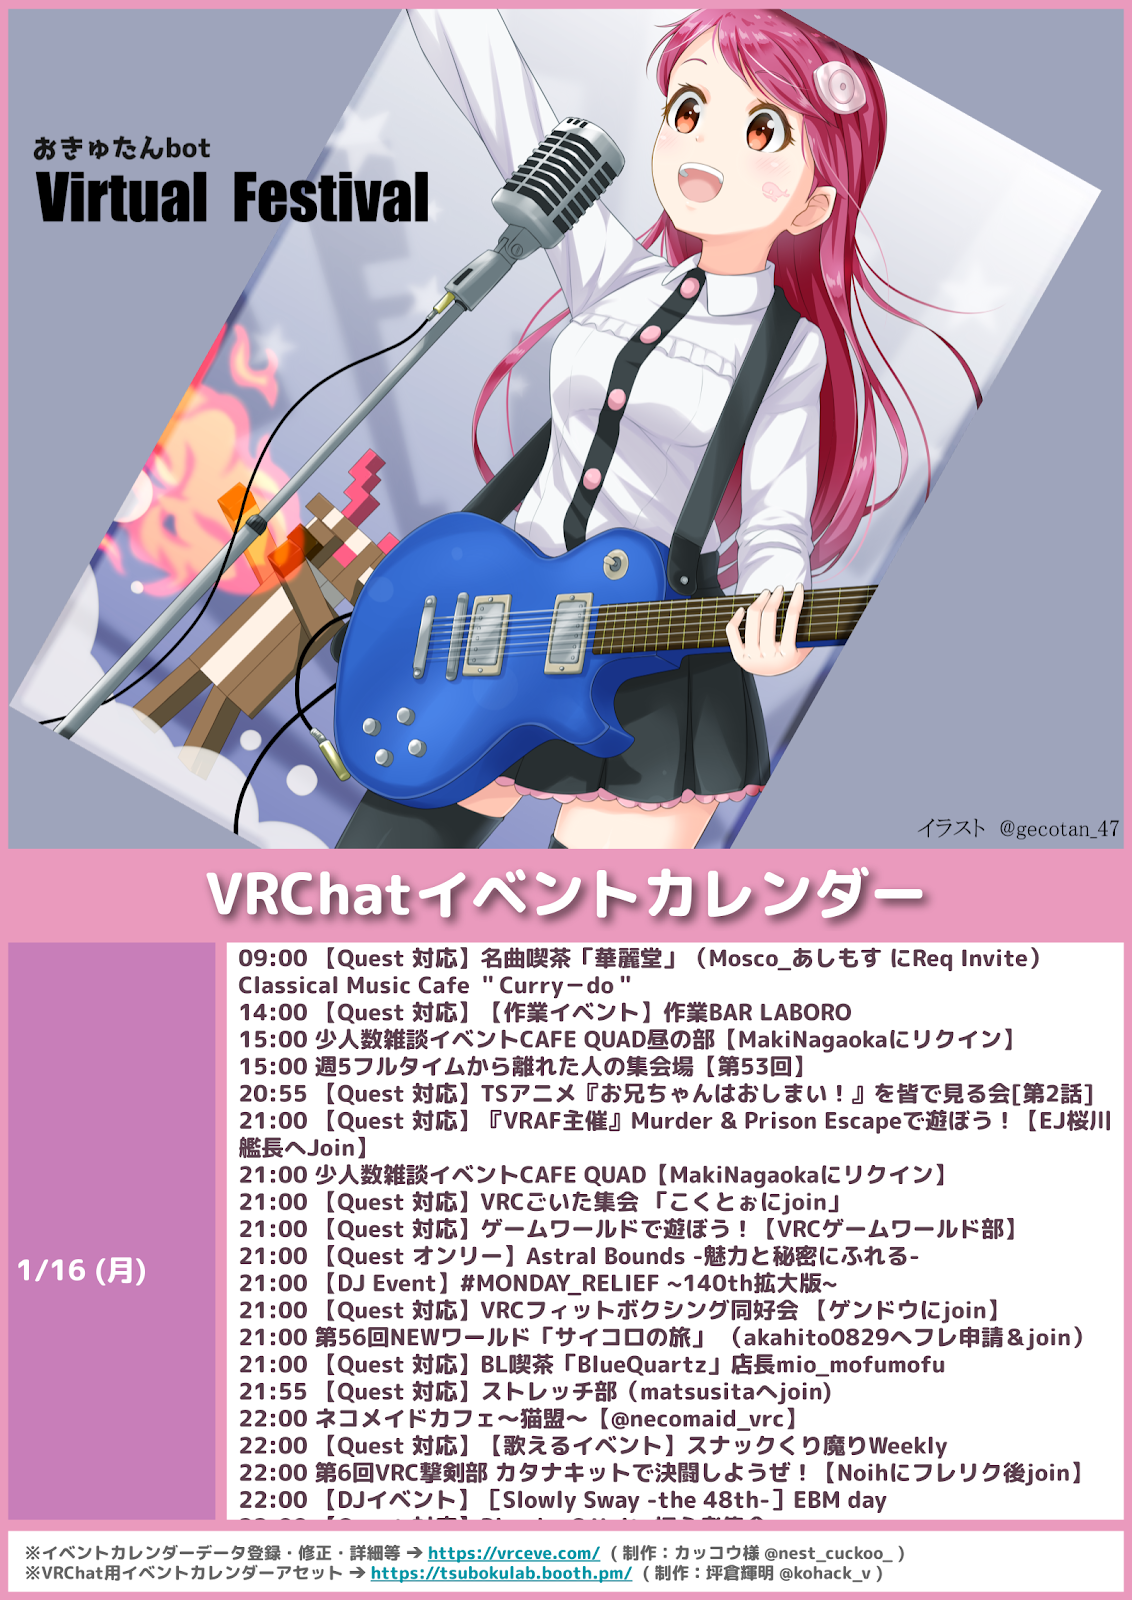 おきゅたんbot
Virtual Festival
イラスト @gecotan_47
VRChatイベントカレンダー
1/16 (月)
09:00 【Quest 対応】名曲喫茶「華麗堂」（Mosco_あしもす にReq Invite）
Classical Music Cafe ＂Curry－do＂
14:00 【Quest 対応】【作業イベント】作業BAR LABORO
15:00 少人数雑談イベントCAFE QUAD昼の部【MakiNagaokaにリクイン】
15:00 週5フルタイムから離れた人の集会場【第53回】
20:55 【Quest 対応】TSアニメ『お兄ちゃんはおしまい！』を皆で見る会[第2話]
21:00 【Quest 対応】『VRAF主催』Murder & Prison Escapeで遊ぼう！【EJ桜川
艦長へJoin】
21:00 少人数雑談イベントCAFE QUAD【MakiNagaokaにリクイン】
21:00 【Quest 対応】VRCごいた集会 「こくとぉにjoin」
21:00 【Quest 対応】ゲームワールドで遊ぼう！【VRCゲームワールド部】
21:00 【Quest オンリー】Astral Bounds -魅力と秘密にふれる-
21:00 【DJ Event】#MONDAY_RELIEF ~140th拡大版~
21:00 【Quest 対応】VRCフィットボクシング同好会 【ゲンドウにjoin】
21:00 第56回NEWワールド「サイコロの旅」 （akahito0829へフレ申請＆join）
21:00 【Quest 対応】BL喫茶「BlueQuartz」店長mio_mofumofu
21:55 【Quest 対応】ストレッチ部（matsusitaへjoin)
22:00 ネコメイドカフェ～猫盟～【@necomaid_vrc】
22:00 【Quest 対応】【歌えるイベント】スナックくり魔りWeekly
22:00 第6回VRC撃剣部 カタナキットで決闘しようぜ！【Noihにフレリク後join】
22:00 【DJイベント】［Slowly Sway -the 48th-］EBM day
※イベントカレンダーデータ登録・修正・詳細等 ➔ https://vrceve.com/ （制作：カッコウ様 @nest_cuckoo_ ）
※VRChat用イベントカレンダーアセット ➔ https://tsubokulab.booth.pm/ （制作：坪倉輝明 @kohack_v ）